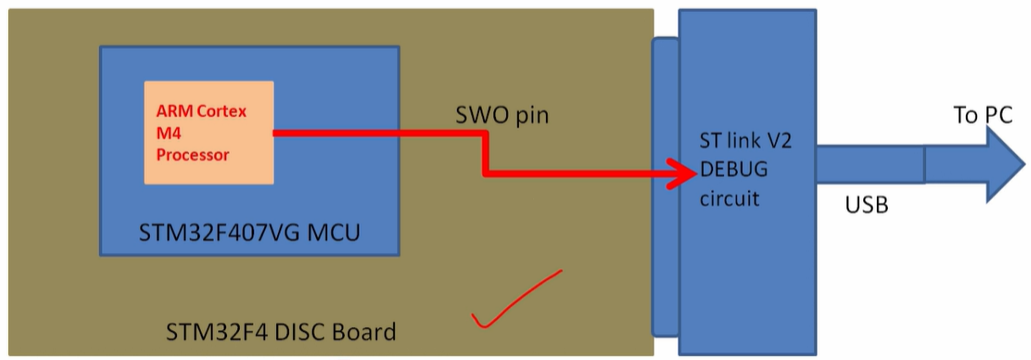 ARM Cortex
M4
Processor
STM32F407VG MCU
STM32F4 DISC Board
SWO pin
ST link V2
DEBUG
circuit
USB
To PC